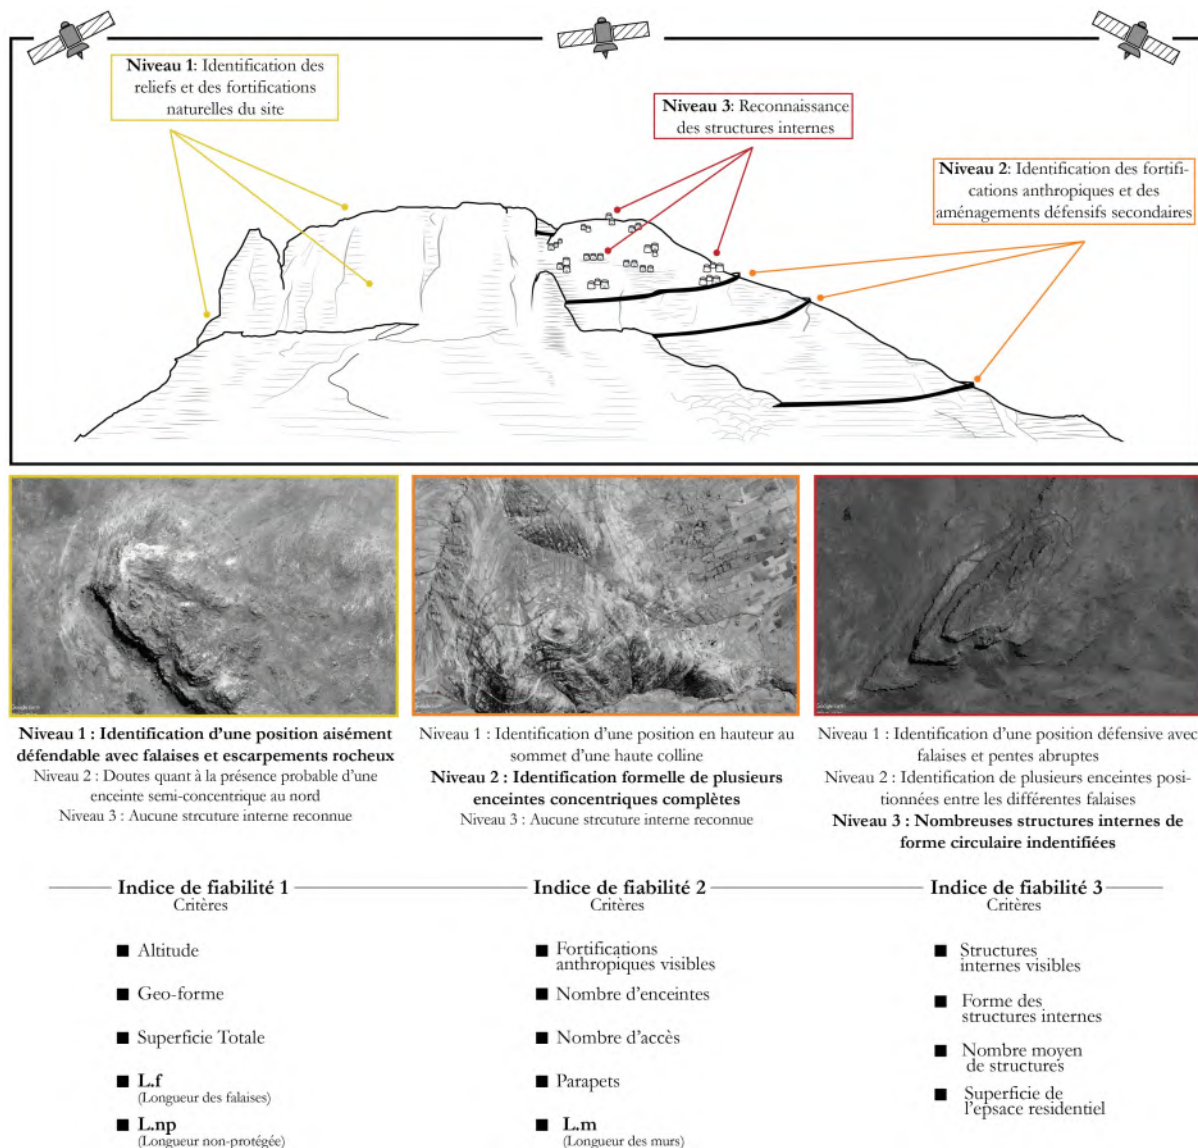 Niveau 1: Identification des
reliefs et des fortifications
naturelles du site
Niveau 3: Reconnaissance
des structures internes
Niveau 2: Identification des fortifi-
cations anthropiques et des
aménagements défensifs secondaires
Google Earth
Google Earth
Google Earth
Niveau 1 : Identification d'une position aisément
défendable avec falaises et escarpements rocheux
Niveau 2 : Doutes quant à la présence probable d'une
enceinte semi-concentrique au nord
Niveau 3 : Aucune strcuture interne reconnue
Niveau 1 : Identification d'une position en hauteur au
sommet d'une haute colline
Niveau 2 : Identification formelle de plusieurs
enceintes concentriques complètes
Niveau 3 : Aucune strcuture interne reconnue
Niveau 1 : Identification d'une position défensive avec
falaises et pentes abruptes
Niveau 2 : Identification de plusieurs enceintes posi-
tionnées entre les différentes falaises
Niveau 3 : Nombreuses structures internes de
forme circulaire indentifiées
Indice de fiabilité 1
Critères
Altitude
Geo-forme
Superficie Totale
L.f
(Longueur des falaises)
L.np
(Longueur non-protégée)
Indice de fiabilité 2
Critères
Fortifications
anthropiques visibles
Nombre d'enceintes
Nombre d'accès
Parapets
L.m
(Longueur des murs)
Indice de fiabilité 3
Critères
Structures
internes visibles
Forme des
structures internes
Nombre moyen
de structures
Superficie de
l'epsace residentiel